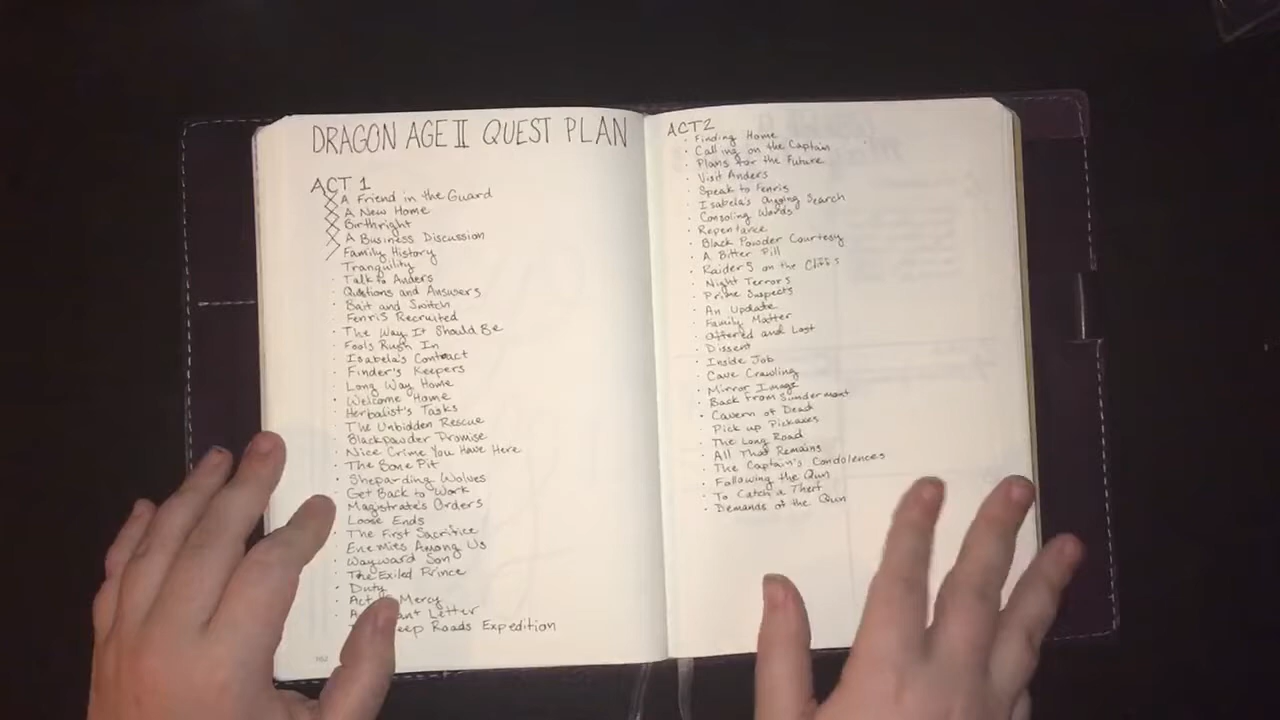 DRAGON AGE II QUEST PLAN
ACT 1
A Friend in the Guard
A New Home
Birthright
A Business Discussion
Family History
Tranquility
Talk to Anders
Questions and Answers
Bait and Switch
Fenris Recruited
The Way It Should Be
Fools Rush In
Isabela's Contract
Finder's Keepers
Long Way Home
Welcome Home
Herbalist's Tasks
The Unbidden Rescue
Blackpowder Promise
Nice Crime You Have Here
The Bone Pit
Sheparding Wolves
Get Back to Work
Magistrate's Orders
Loose Ends
The First Sacrifice
Enemies Among Us
Wayward Son
The Exiled Prince
Duty
Act Mercy
Letter
Roads Expedition
ACT 2
Finding Home
Calling on the Captain
Plans for the Future
Visit Anders
Speak to Fenris
Isabela's Ongoing Search
Consoling Words
Repentance
Black Powder Courtesy
A Bitter Pill
Raiders on the Cliffs
Night Terrors
Prime Suspects
An Update
Family Matter
Offered and Lost
Dissent
Inside Job
Cave Crawling
Mirror Image
Back From Sundermant
Cavern of Dead
Pick up Pickaxes
The Long Road
All That Remains
The Captain's Condolences
Following the Qun
To Catch a Theif
Demands of the Qun